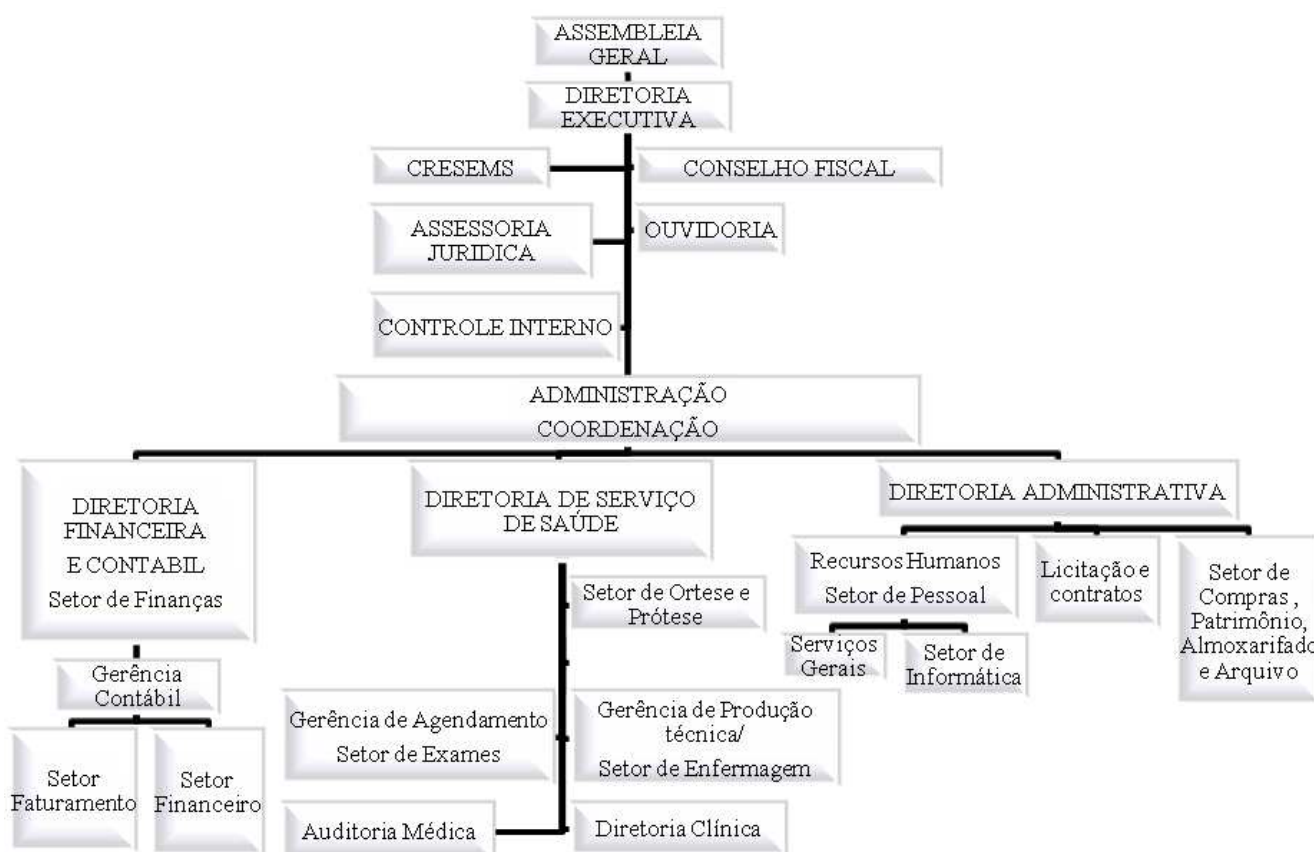 ASSEMBLEIA
GERAL
DIRETORIA
EXECUTIVA
CRESEMS
CONSELHO FISCAL
ASSESSORIA
JURIDICA
OUVIDORIA
CONTROLE INTERNO
ADMINISTRAÇÃO
COORDENAÇÃO
DIRETORIA
FINANCEIRA
E CONTABIL
Setor de Finanças
Gerência
Contábil
Setor
Faturamento
Setor
Financeiro
DIRETORIA DE SERVIÇO
DE SAÚDE
Setor de Ortese e
Prótese
Gerência de Agendamento
Setor de Exames
Gerência de Produção
técnica/
Setor de Enfermagem
Auditoria Médica
Diretoria Clínica
DIRETORIA ADMINISTRATIVA
Recursos Humanos
Setor de Pessoal
Serviços
Gerais
Setor de
Informática
Licitação e
contratos
Setor de
Compras ,
Patrimônio,
Almoxarifado
e Arquivo